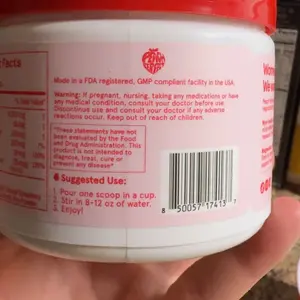 Facts
Made in a FDA registered, GMP compliant facility in the USA.
Warning: If pregnant, nursing, taking any medications or have
any medical condition, consult your doctor before use.
Discontinue use and consult your doctor if any adverse
reactions occur. Keep out of reach of children.
*These statements have not
been evaluated by the Food
and Drug Administration. This
product is not intended to
diagnose, treat, cure or
prevent any disease*
Suggested Use:
Pour one scoop in a cup.
Stir in 8-12 oz of water.
Enjoy!
8 50057 17413